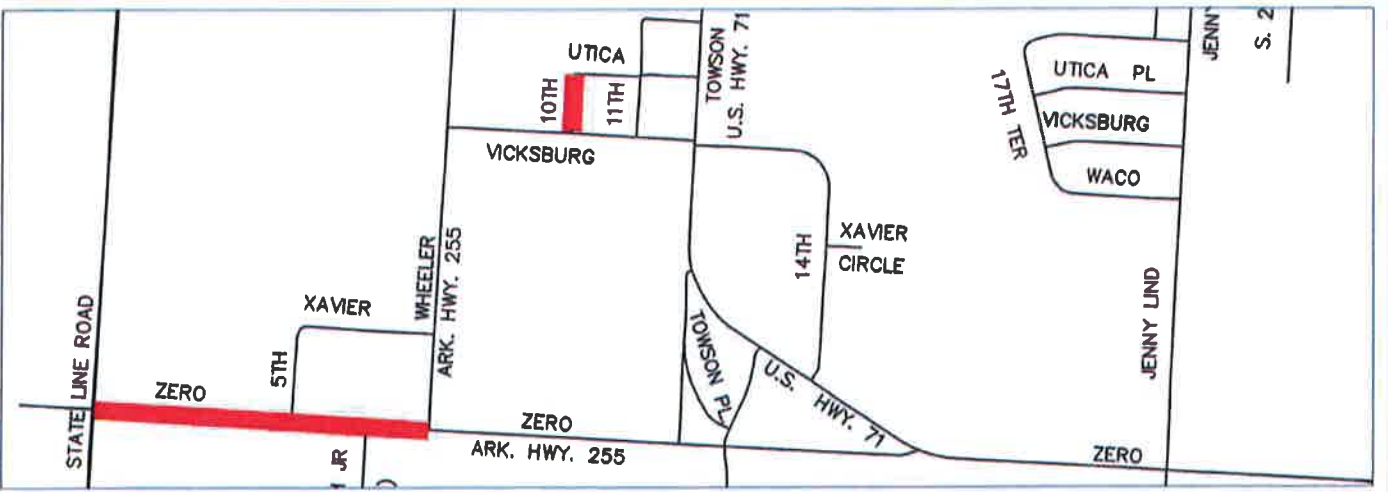 UTICA
TOWSON
U.S. HWY. 71
JENNY
S. 2
10TH
11TH
17TH TER
UTICA PL
VICKSBURG
VICKSBURG
WACO
WHEELER
ARK. HWY. 255
14TH
XAVIER
CIRCLE
STATE LINE ROAD
XAVIER
5TH
TOWSON PL
U.S. HWY. 71
JENNY LIND
ZERO
ZERO
ARK. HWY. 255
ZERO
JR
)